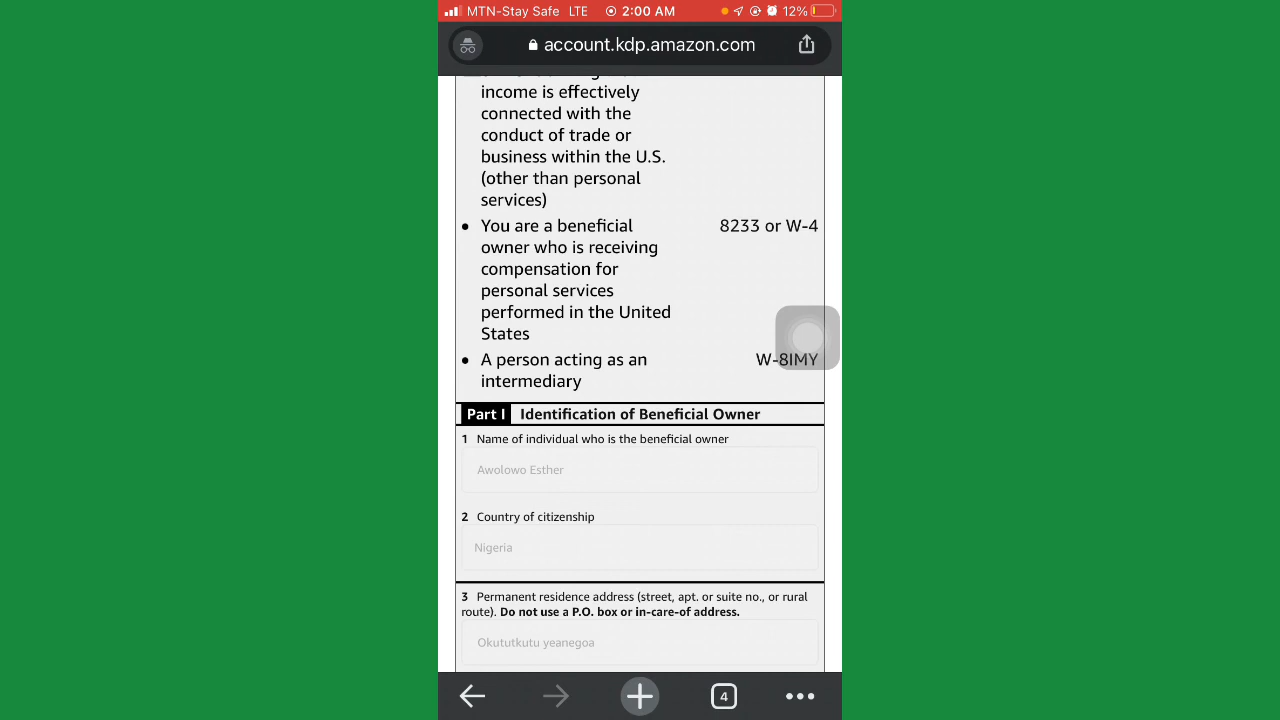 MTN-Stay Safe LTE 2:00 AM 12%
account.kdp.amazon.com
income is effectively
connected with the
conduct of trade or
business within the U.S.
(other than personal
services)
• You are a beneficial 8233 or W-4
owner who is receiving
compensation for
personal services
performed in the United
States
• A person acting as an W-8IMY
intermediary
Part I Identification of Beneficial Owner
1 Name of individual who is the beneficial owner
Awolowo Esther
2 Country of citizenship
Nigeria
3 Permanent residence address (street, apt. or suite no., or rural
route). Do not use a P.O. box or in-care-of address.
Okututkutu yeanegoa
4